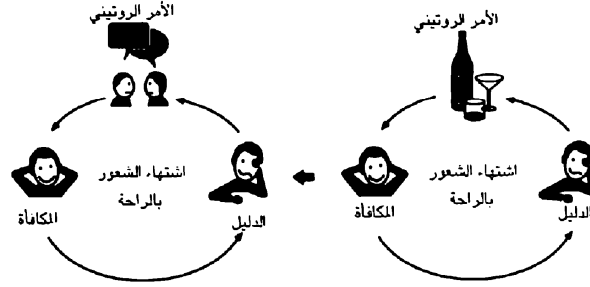 الأمر الروتيني
اشتهاء الشعور
بالراحة
الدليل
المكافأة
الأمر الروتيني
اشتهاء الشعور
بالراحة
الدليل
المكافأة